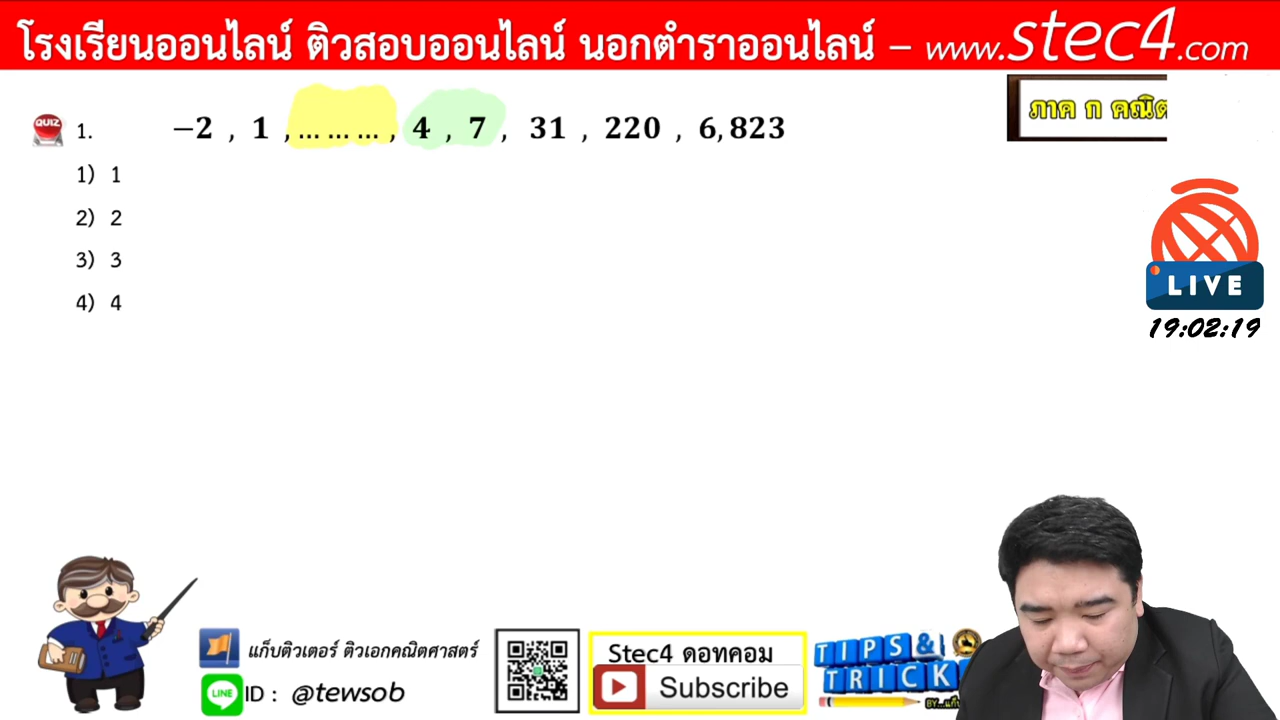 โรงเรียนออนไลน์ ติวสอบออนไลน์ นอกตำราออนไลน์ – www.stec4.com
ภาค ก คณิต
QUIZ 1. −2 , 1 , ... ... ... , 4 , 7 , 31 , 220 , 6,823
1) 1
2) 2
3) 3
4) 4
LIVE
19:02:19
แก็บติวเตอร์ ติวเอกคณิตศาสตร์
LINE ID : @tewsob
Stec4 ดอทคอม
Subscribe
TIPS &
TRICK